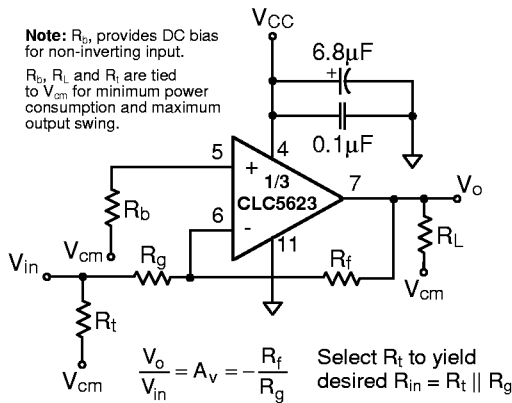 Note: Rb, provides DC bias
for non-inverting input.
Rb, RL and Rt are tied
to Vcm for minimum power
consumption and maximum
output swing.
VCC
6.8µF
+
0.1µF
5
4
+
1/3
CLC5623
7
Vo
Rb
6
-
11
RL
Vcm
Vin
Rg
Rf
Vcm
Rt
Vcm
Vo/Vin = Av = - Rf/Rg
Select Rt to yield
desired Rin = Rt || Rg